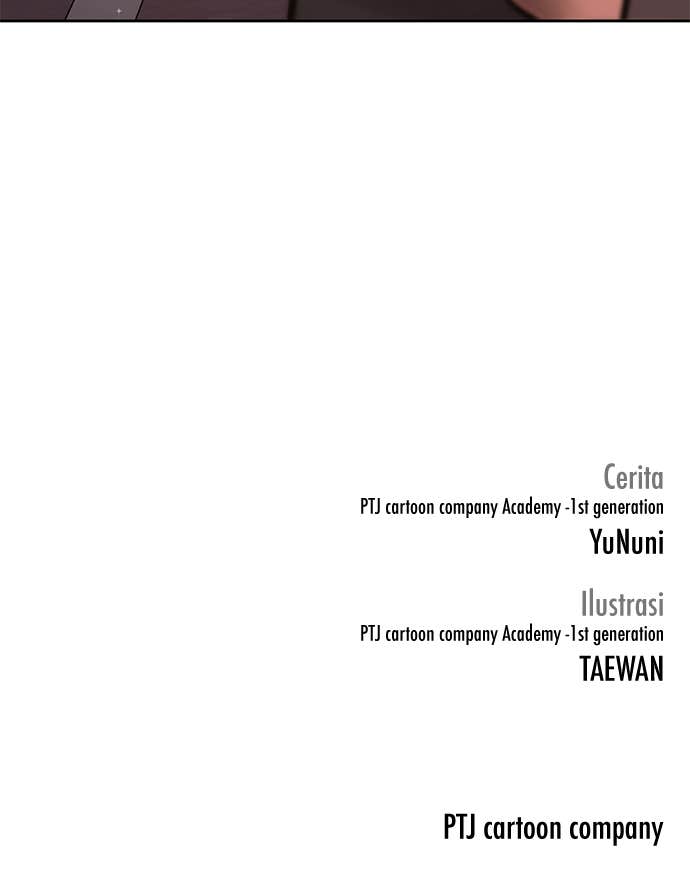 Cerita
PTJ cartoon company Academy -1st generation
YuNuni
Ilustrasi
PTJ cartoon company Academy -1st generation
TAEWAN
PTJ cartoon company